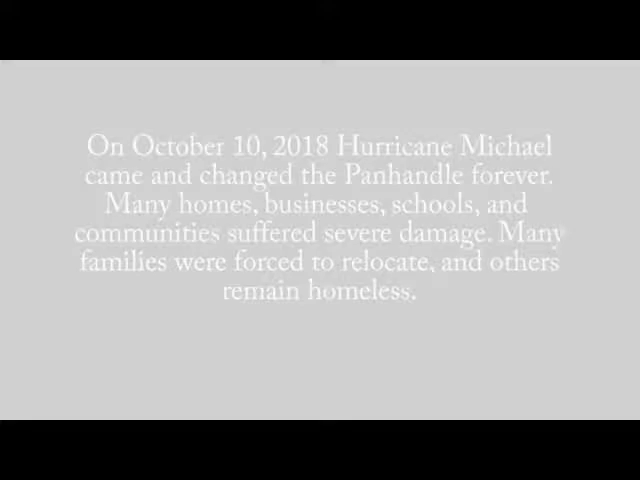 On October 10, 2018 Hurricane Michael
came and changed the Panhandle forever.
Many homes, businesses, schools, and
communities suffered severe damage. Many
families were forced to relocate, and others
remain homeless.